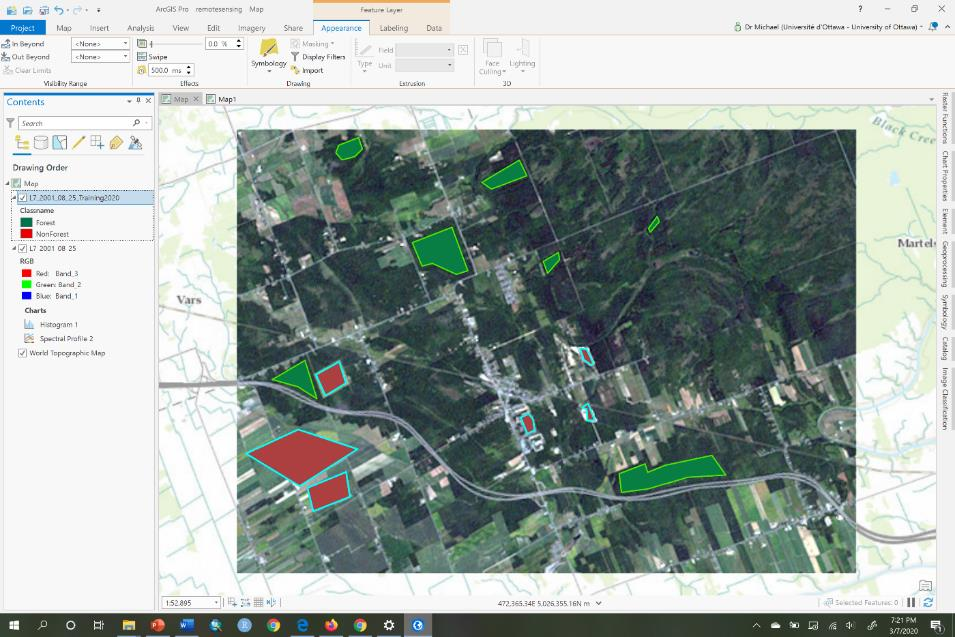 ArcGIS Pro remotesensing Map
Feature Layer
?
Project Map Insert Analysis View Edit Imagery Share Appearance Labeling Data
Dr Michael (Université d'Ottawa - University of Ottawa)
In Beyond <None>
Out Beyond <None>
Clear Limits
Visibility Range
0.0 %
Swipe
500.0 ms
Effects
Symbology
Masking
Display Filters
Import
Drawing
Type
Field
Unit
Extrusion
Face Culling
Lighting
3D
Contents
Search
Drawing Order
Map
L7_2001_08_25_Training2020
Classname
Forest
NonForest
L7 2001 08 25
RGB
Red: Band_3
Green: Band_2
Blue: Band_1
Charts
Histogram 1
Spectral Profile 2
World Topographic Map
Map Map1
Black Cree
Martels
Vars
Raster Functions
Chart Properties
Element
Geoprocessing
Symbology
Catalog
Image Classification
1:52,895
472,365.34E 5,026,355.16N m
Selected Features: 0
7:21 PM
3/7/2020